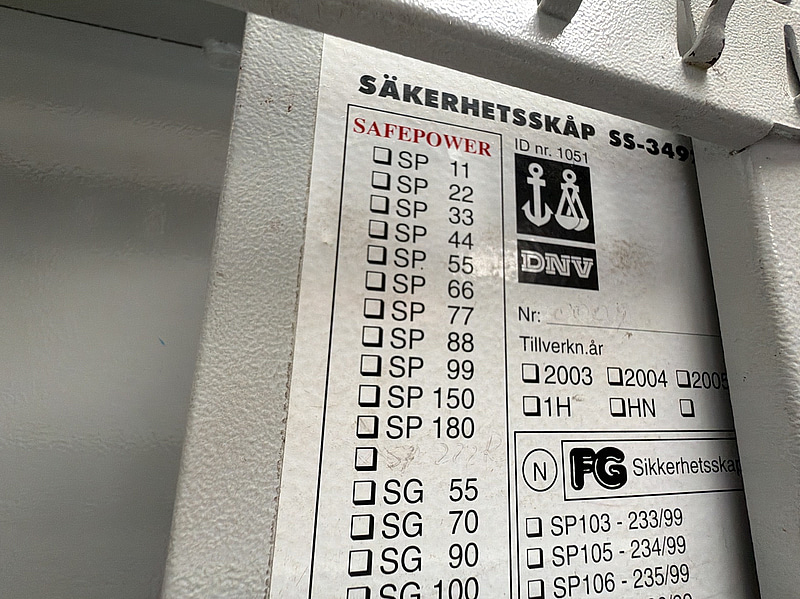 SÄKERHETSSKÅP SS-349
SAFEPOWER
❏ SP 11
❏ SP 22
❏ SP 33
❏ SP 44
❏ SP 55
❏ SP 66
❏ SP 77
❏ SP 88
❏ SP 99
❏ SP 150
❏ SP 180
❏
❏ SG 55
❏ SG 70
❏ SG 90
❏ SG 100
ID nr. 1051
DNV
Nr:
Tillverkn.år
❏ 2003 ❏ 2004 ❏ 2005
❏ 1H ❏ HN ❏
N FG Sikkerhetsskap
❏ SP103 - 233/99
❏ SP105 - 234/99
❏ SP106 - 235/99